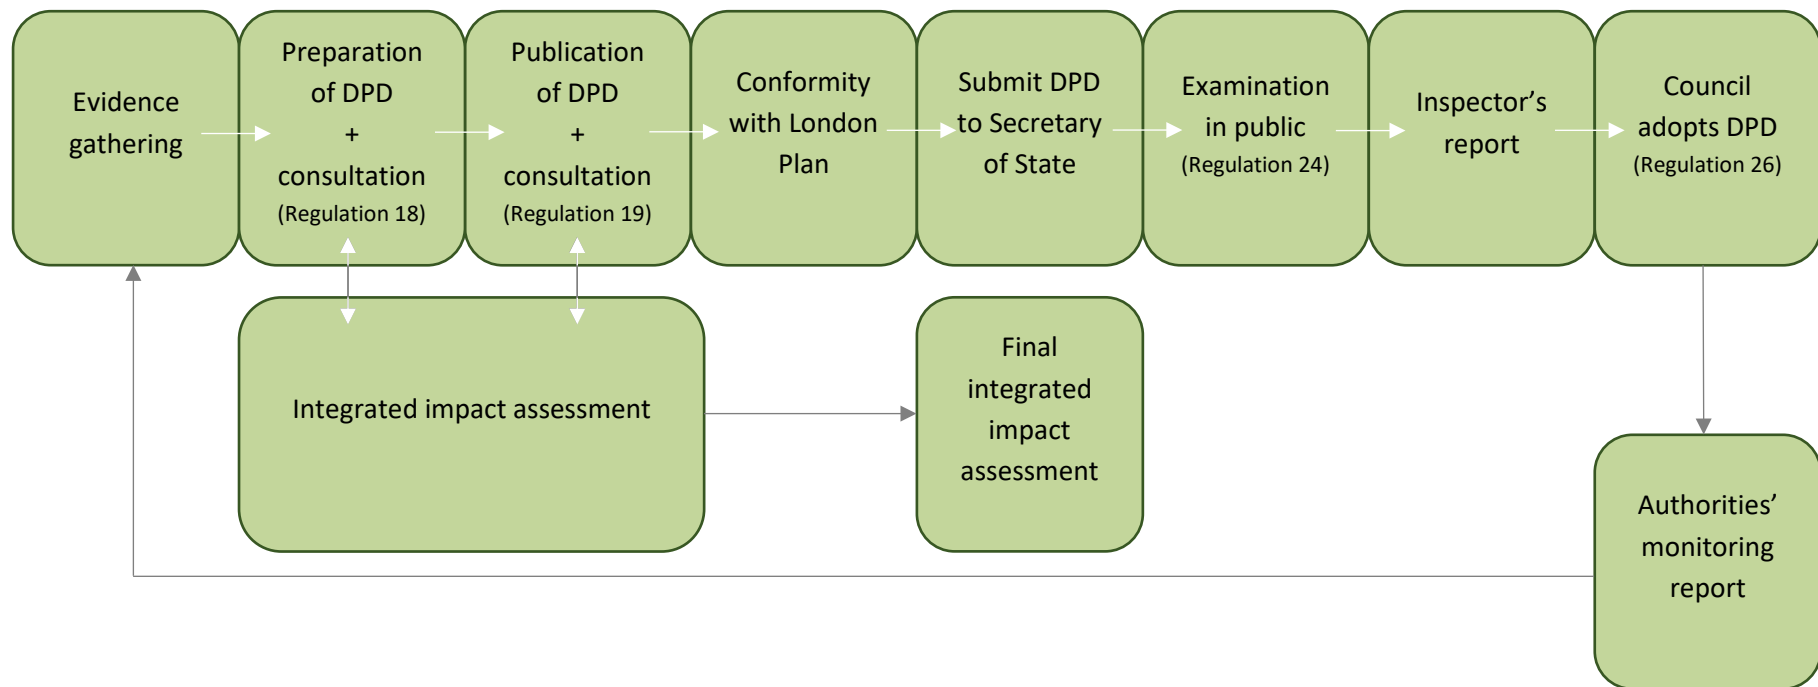 Evidence
gathering
Preparation
of DPD
+
consultation
(Regulation 18)
Publication
of DPD
+
consultation
(Regulation 19)
Conformity
with London
Plan
Submit DPD
to Secretary
of State
Examination
in public
(Regulation 24)
Inspector’s
report
Council
adopts DPD
(Regulation 26)
Integrated impact assessment
Final
integrated
impact
assessment
Authorities’
monitoring
report